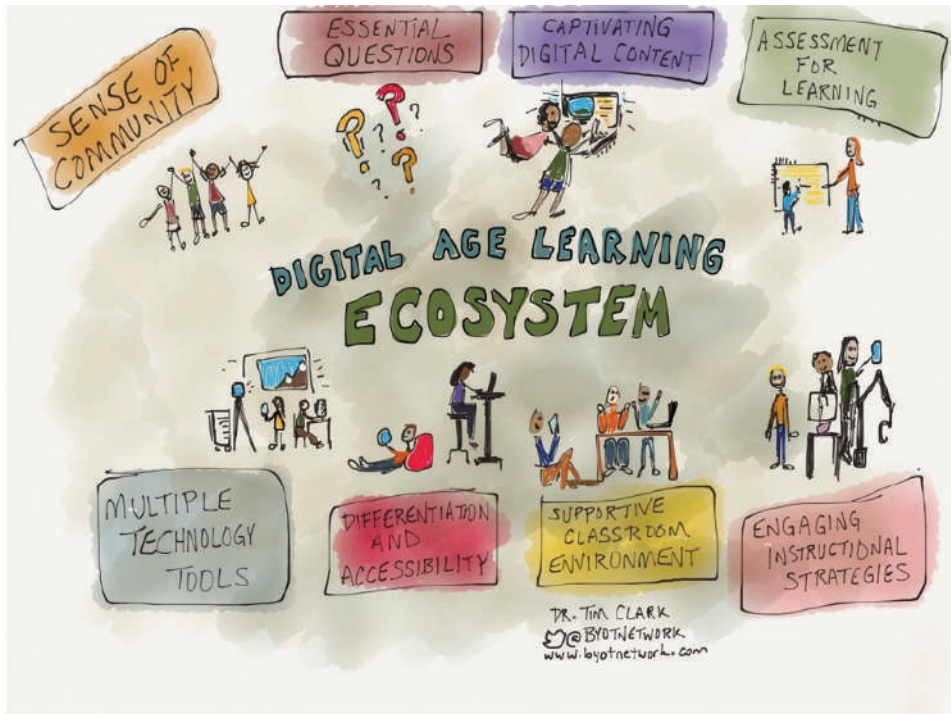 SENSE OF
COMMUNITY
ESSENTIAL
QUESTIONS
CAPTIVATING
DIGITAL CONTENT
ASSESSMENT
FOR
LEARNING
DIGITAL AGE LEARNING
ECOSYSTEM
MULTIPLE
TECHNOLOGY
TOOLS
DIFFERENTIATION
AND
ACCESSIBILITY
SUPPORTIVE
CLASSROOM
ENVIRONMENT
ENGAGING
INSTRUCTIONAL
STRATEGIES
DR. TIM CLARK
@BYOTNETWORK
www.byotnetwork.com